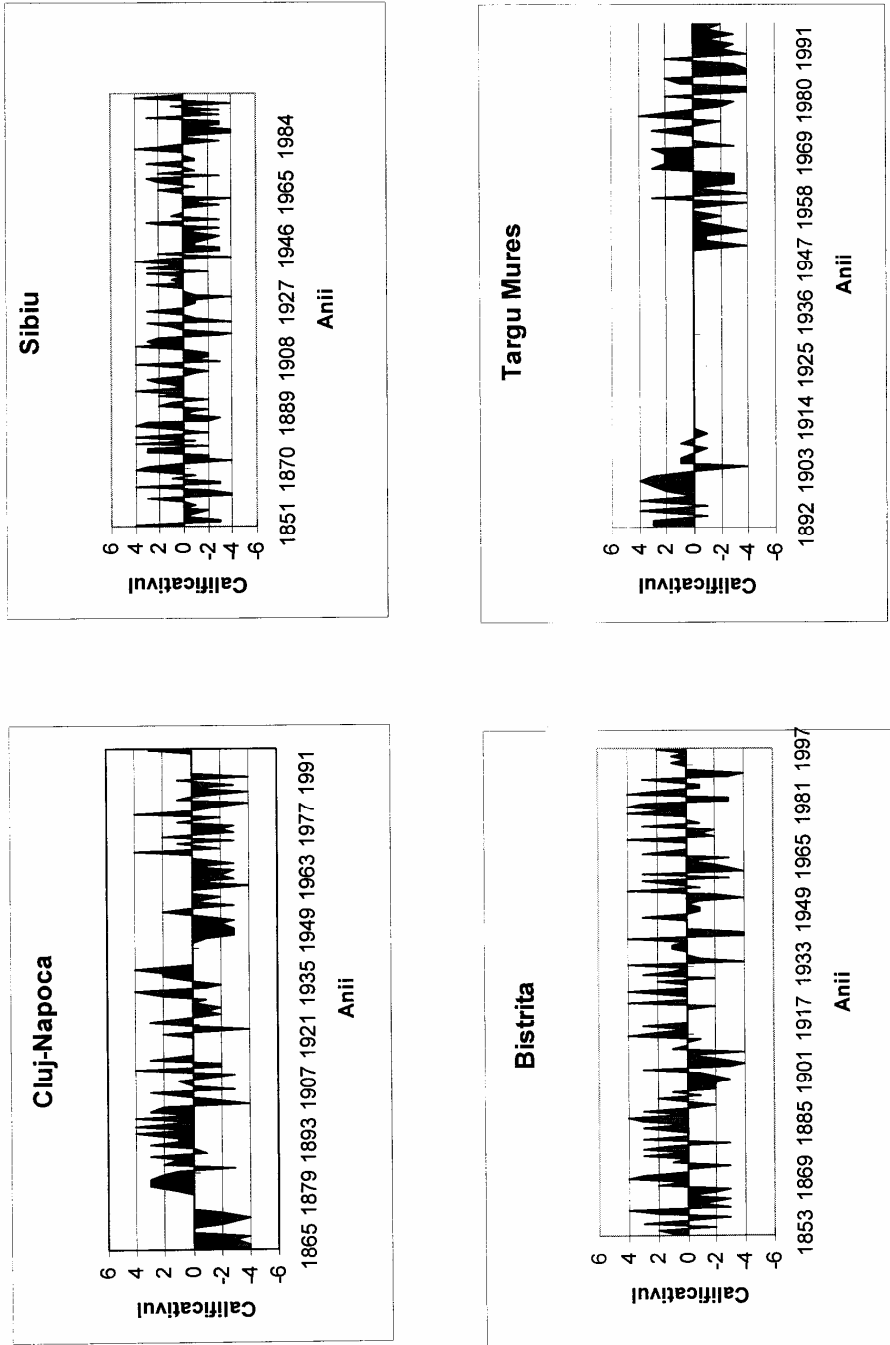 Cluj-Napoca
Calificativul
6
4
2
0
-2
-4
-6
1865 1879 1893 1907 1921 1935 1949 1963 1977 1991
Anii
Sibiu
Calificativul
6
4
2
0
-2
-4
-6
1851 1870 1889 1908 1927 1946 1965 1984
Anii
Bistrita
Calificativul
6
4
2
0
-2
-4
-6
1853 1869 1885 1901 1917 1933 1949 1965 1981 1997
Anii
Targu Mures
Calificativul
6
4
2
0
-2
-4
-6
1892 1903 1914 1925 1936 1947 1958 1969 1980 1991
Anii